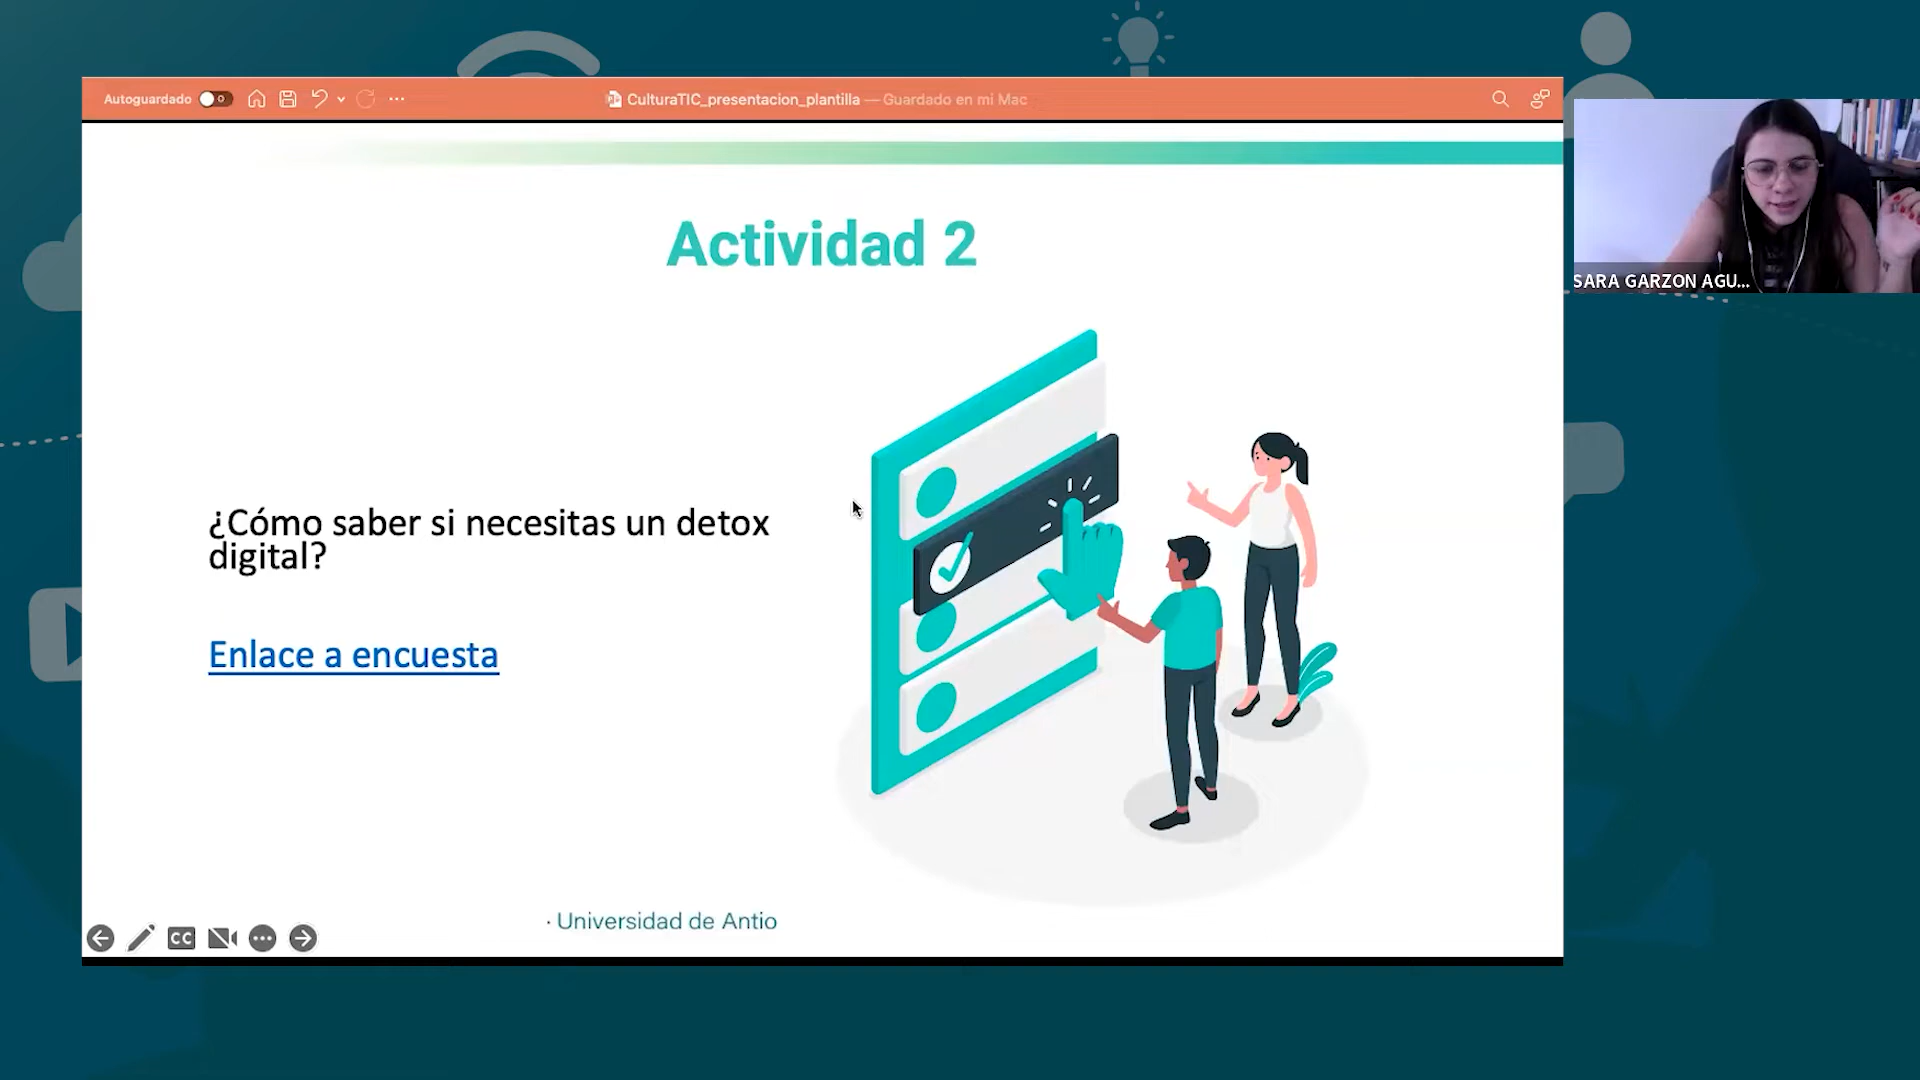 Autoguardado
CulturaTIC_presentacion_plantilla — Guardado en mi Mac
Actividad 2
SARA GARZON AGU...
¿Cómo saber si necesitas un detox
digital?
Enlace a encuesta
· Universidad de Antio
CC